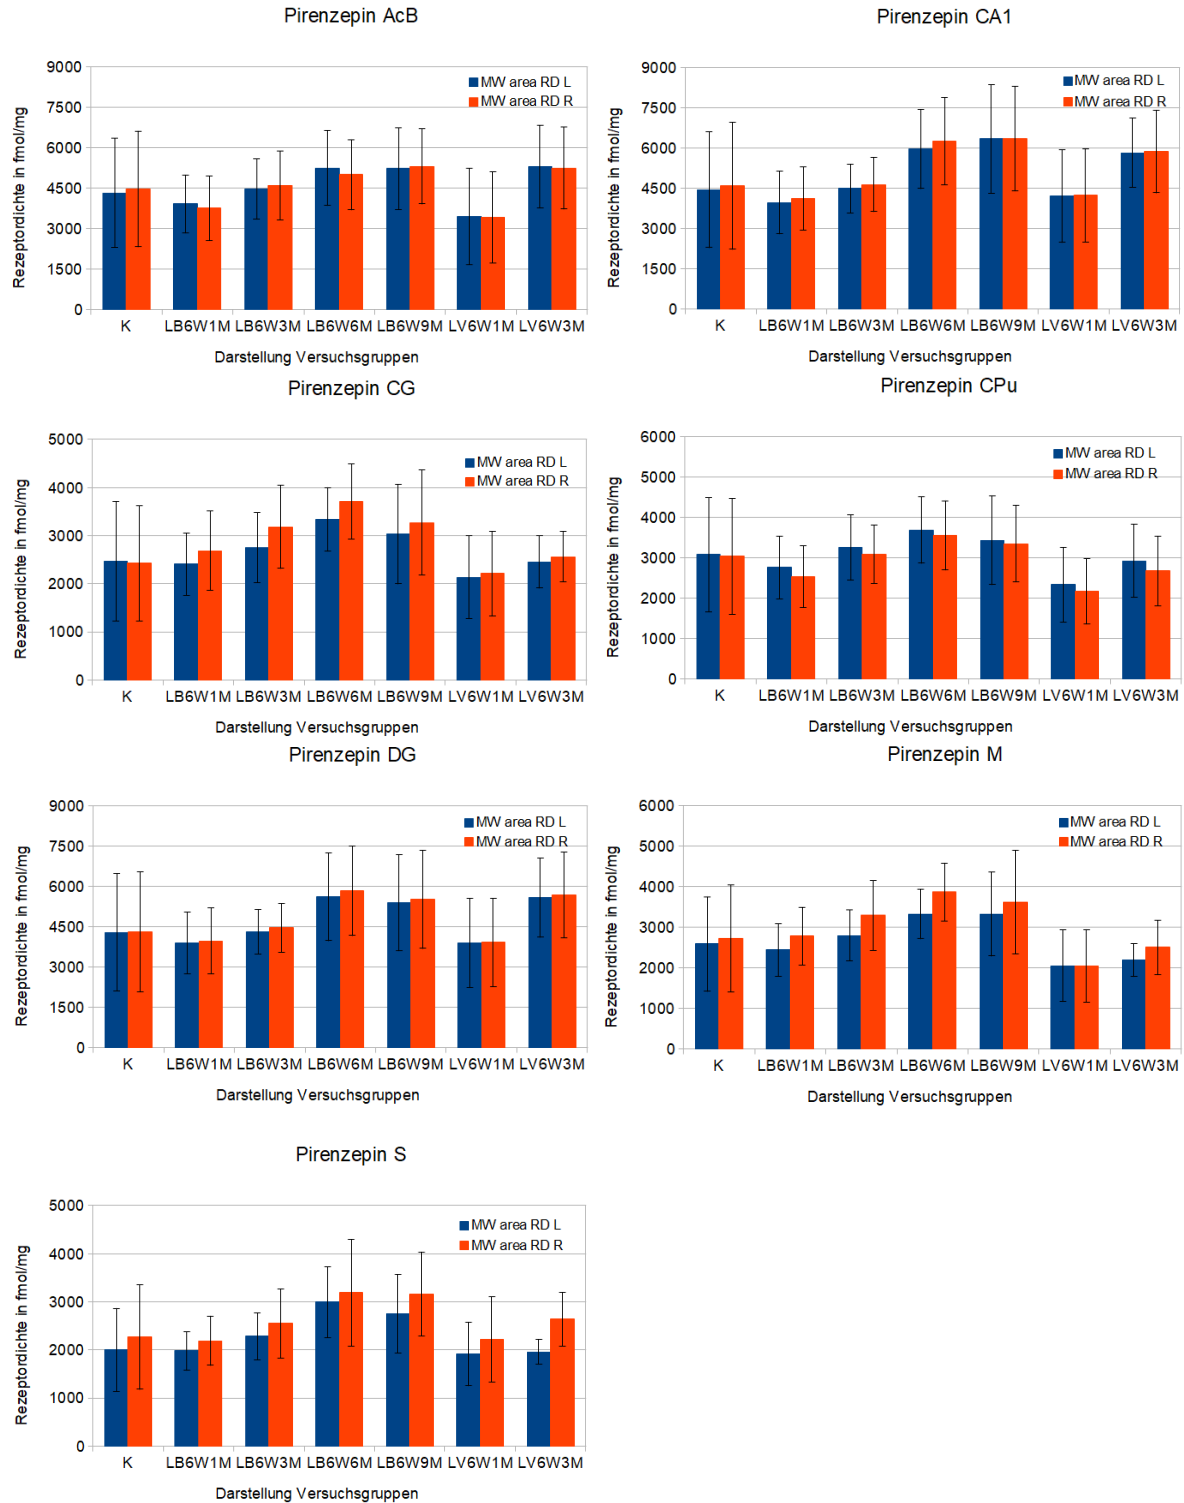 Pirenzepin AcB
Rezeptordichte in fmol/mg
9000
7500
6000
4500
3000
1500
0
MW area RD L
MW area RD R
K LB6W1M LB6W3M LB6W6M LB6W9M LV6W1M LV6W3M
Darstellung Versuchsgruppen
Pirenzepin CA1
Rezeptordichte in fmol/mg
9000
7500
6000
4500
3000
1500
0
MW area RD L
MW area RD R
K LB6W1M LB6W3M LB6W6M LB6W9M LV6W1M LV6W3M
Darstellung Versuchsgruppen
Pirenzepin CG
Rezeptordichte in fmol/mg
5000
4000
3000
2000
1000
0
MW area RD L
MW area RD R
K LB6W1M LB6W3M LB6W6M LB6W9M LV6W1M LV6W3M
Darstellung Versuchsgruppen
Pirenzepin CPu
Rezeptordichte in fmol/mg
6000
5000
4000
3000
2000
1000
0
MW area RD L
MW area RD R
K LB6W1M LB6W3M LB6W6M LB6W9M LV6W1M LV6W3M
Darstellung Versuchsgruppen
Pirenzepin DG
Rezeptordichte in fmol/mg
9000
7500
6000
4500
3000
1500
0
MW area RD L
MW area RD R
K LB6W1M LB6W3M LB6W6M LB6W9M LV6W1M LV6W3M
Darstellung Versuchsgruppen
Pirenzepin M
Rezeptordichte in fmol/mg
6000
5000
4000
3000
2000
1000
0
MW area RD L
MW area RD R
K LB6W1M LB6W3M LB6W6M LB6W9M LV6W1M LV6W3M
Darstellung Versuchsgruppen
Pirenzepin S
Rezeptordichte in fmol/mg
5000
4000
3000
2000
1000
0
MW area RD L
MW area RD R
K LB6W1M LB6W3M LB6W6M LB6W9M LV6W1M LV6W3M
Darstellung Versuchsgruppen